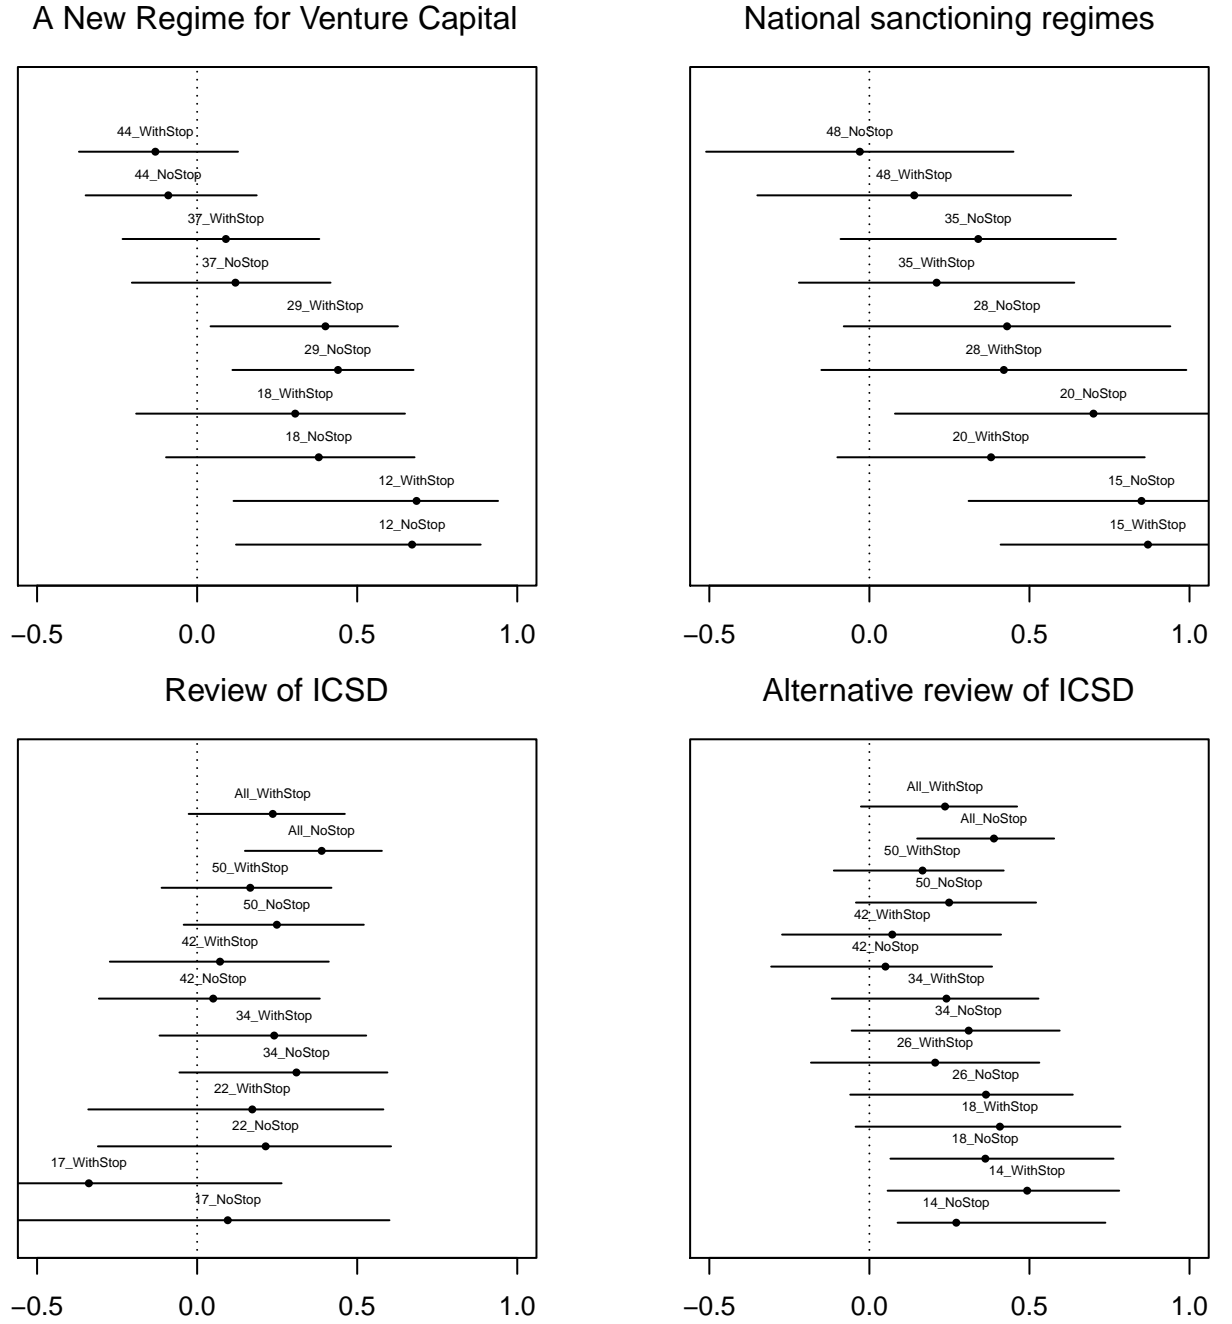 A New Regime for Venture Capital
44_WithStop
44_NoStop
37_WithStop
37_NoStop
29_WithStop
29_NoStop
18_WithStop
18_NoStop
12_WithStop
12_NoStop
−0.5 0.0 0.5 1.0
National sanctioning regimes
48_NoStop
48_WithStop
35_NoStop
35_WithStop
28_NoStop
28_WithStop
20_NoStop
20_WithStop
15_NoStop
15_WithStop
−0.5 0.0 0.5 1.0
Review of ICSD
All_WithStop
All_NoStop
50_WithStop
50_NoStop
42_WithStop
42_NoStop
34_WithStop
34_NoStop
22_WithStop
22_NoStop
17_WithStop
17_NoStop
−0.5 0.0 0.5 1.0
Alternative review of ICSD
All_WithStop
All_NoStop
50_WithStop
50_NoStop
42_WithStop
42_NoStop
34_WithStop
34_NoStop
26_WithStop
26_NoStop
18_WithStop
18_NoStop
14_WithStop
14_NoStop
−0.5 0.0 0.5 1.0